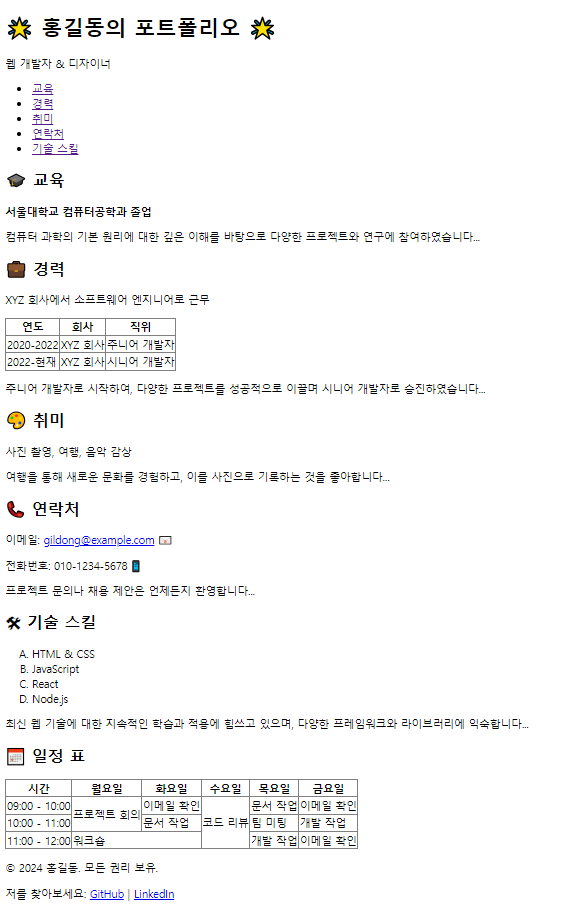 🌟 홍길동의 포트폴리오 🌟
웹 개발자 & 디자이너
• 교육
• 경력
• 취미
• 연락처
• 기술 스킬
🎓 교육
서울대학교 컴퓨터공학과 졸업
컴퓨터 과학의 기본 원리에 대한 깊은 이해를 바탕으로 다양한 프로젝트와 연구에 참여하였습니다...
💼 경력
XYZ 회사에서 소프트웨어 엔지니어로 근무
연도 회사 직위
2020-2022 XYZ 회사 주니어 개발자
2022-현재 XYZ 회사 시니어 개발자
주니어 개발자로 시작하여, 다양한 프로젝트를 성공적으로 이끌며 시니어 개발자로 승진하였습니다...
🎨 취미
사진 촬영, 여행, 음악 감상
여행을 통해 새로운 문화를 경험하고, 이를 사진으로 기록하는 것을 좋아합니다...
📞 연락처
이메일: gildong@example.com 📧
전화번호: 010-1234-5678 📱
프로젝트 문의나 채용 제안은 언제든지 환영합니다...
🛠 기술 스킬
A. HTML & CSS
B. JavaScript
C. React
D. Node.js
최신 웹 기술에 대한 지속적인 학습과 적용에 힘쓰고 있으며, 다양한 프레임워크와 라이브러리에 익숙합니다...
📅 일정 표
시간 월요일 화요일 수요일 목요일 금요일
09:00 - 10:00 프로젝트 회의 이메일 확인 코드 리뷰 문서 작업 이메일 확인
10:00 - 11:00 문서 작업 팀 미팅 개발 작업
11:00 - 12:00 워크숍 개발 작업 이메일 확인
© 2024 홍길동. 모든 권리 보유.
저를 찾아보세요: GitHub | LinkedIn